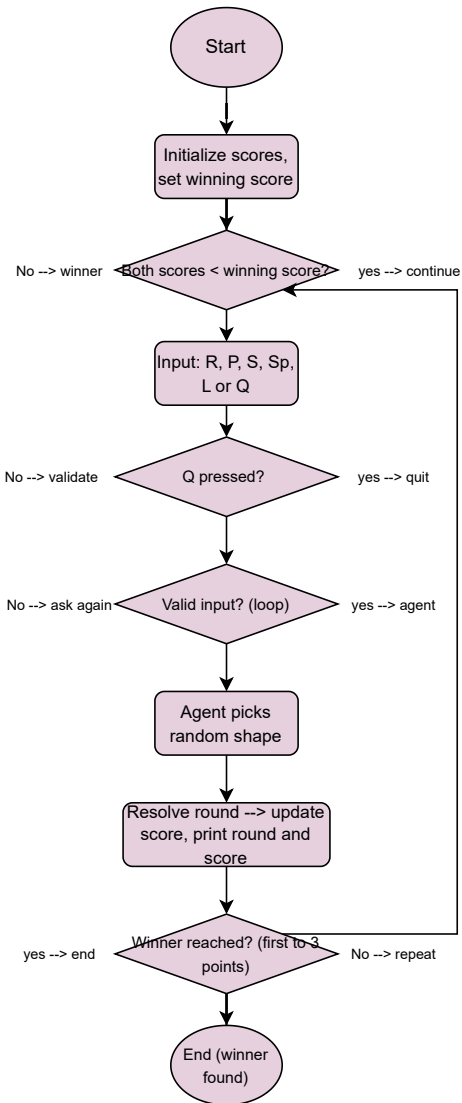 Start
Initialize scores,
set winning score
No --> winner
Both scores < winning score?
yes --> continue
Input: R, P, S, Sp,
L or Q
No --> validate
Q pressed?
yes --> quit
No --> ask again
Valid input? (loop)
yes --> agent
Agent picks
random shape
Resolve round --> update
score, print round and
score
Winner reached? (first to 3
points)
yes --> end
No --> repeat
End (winner
found)